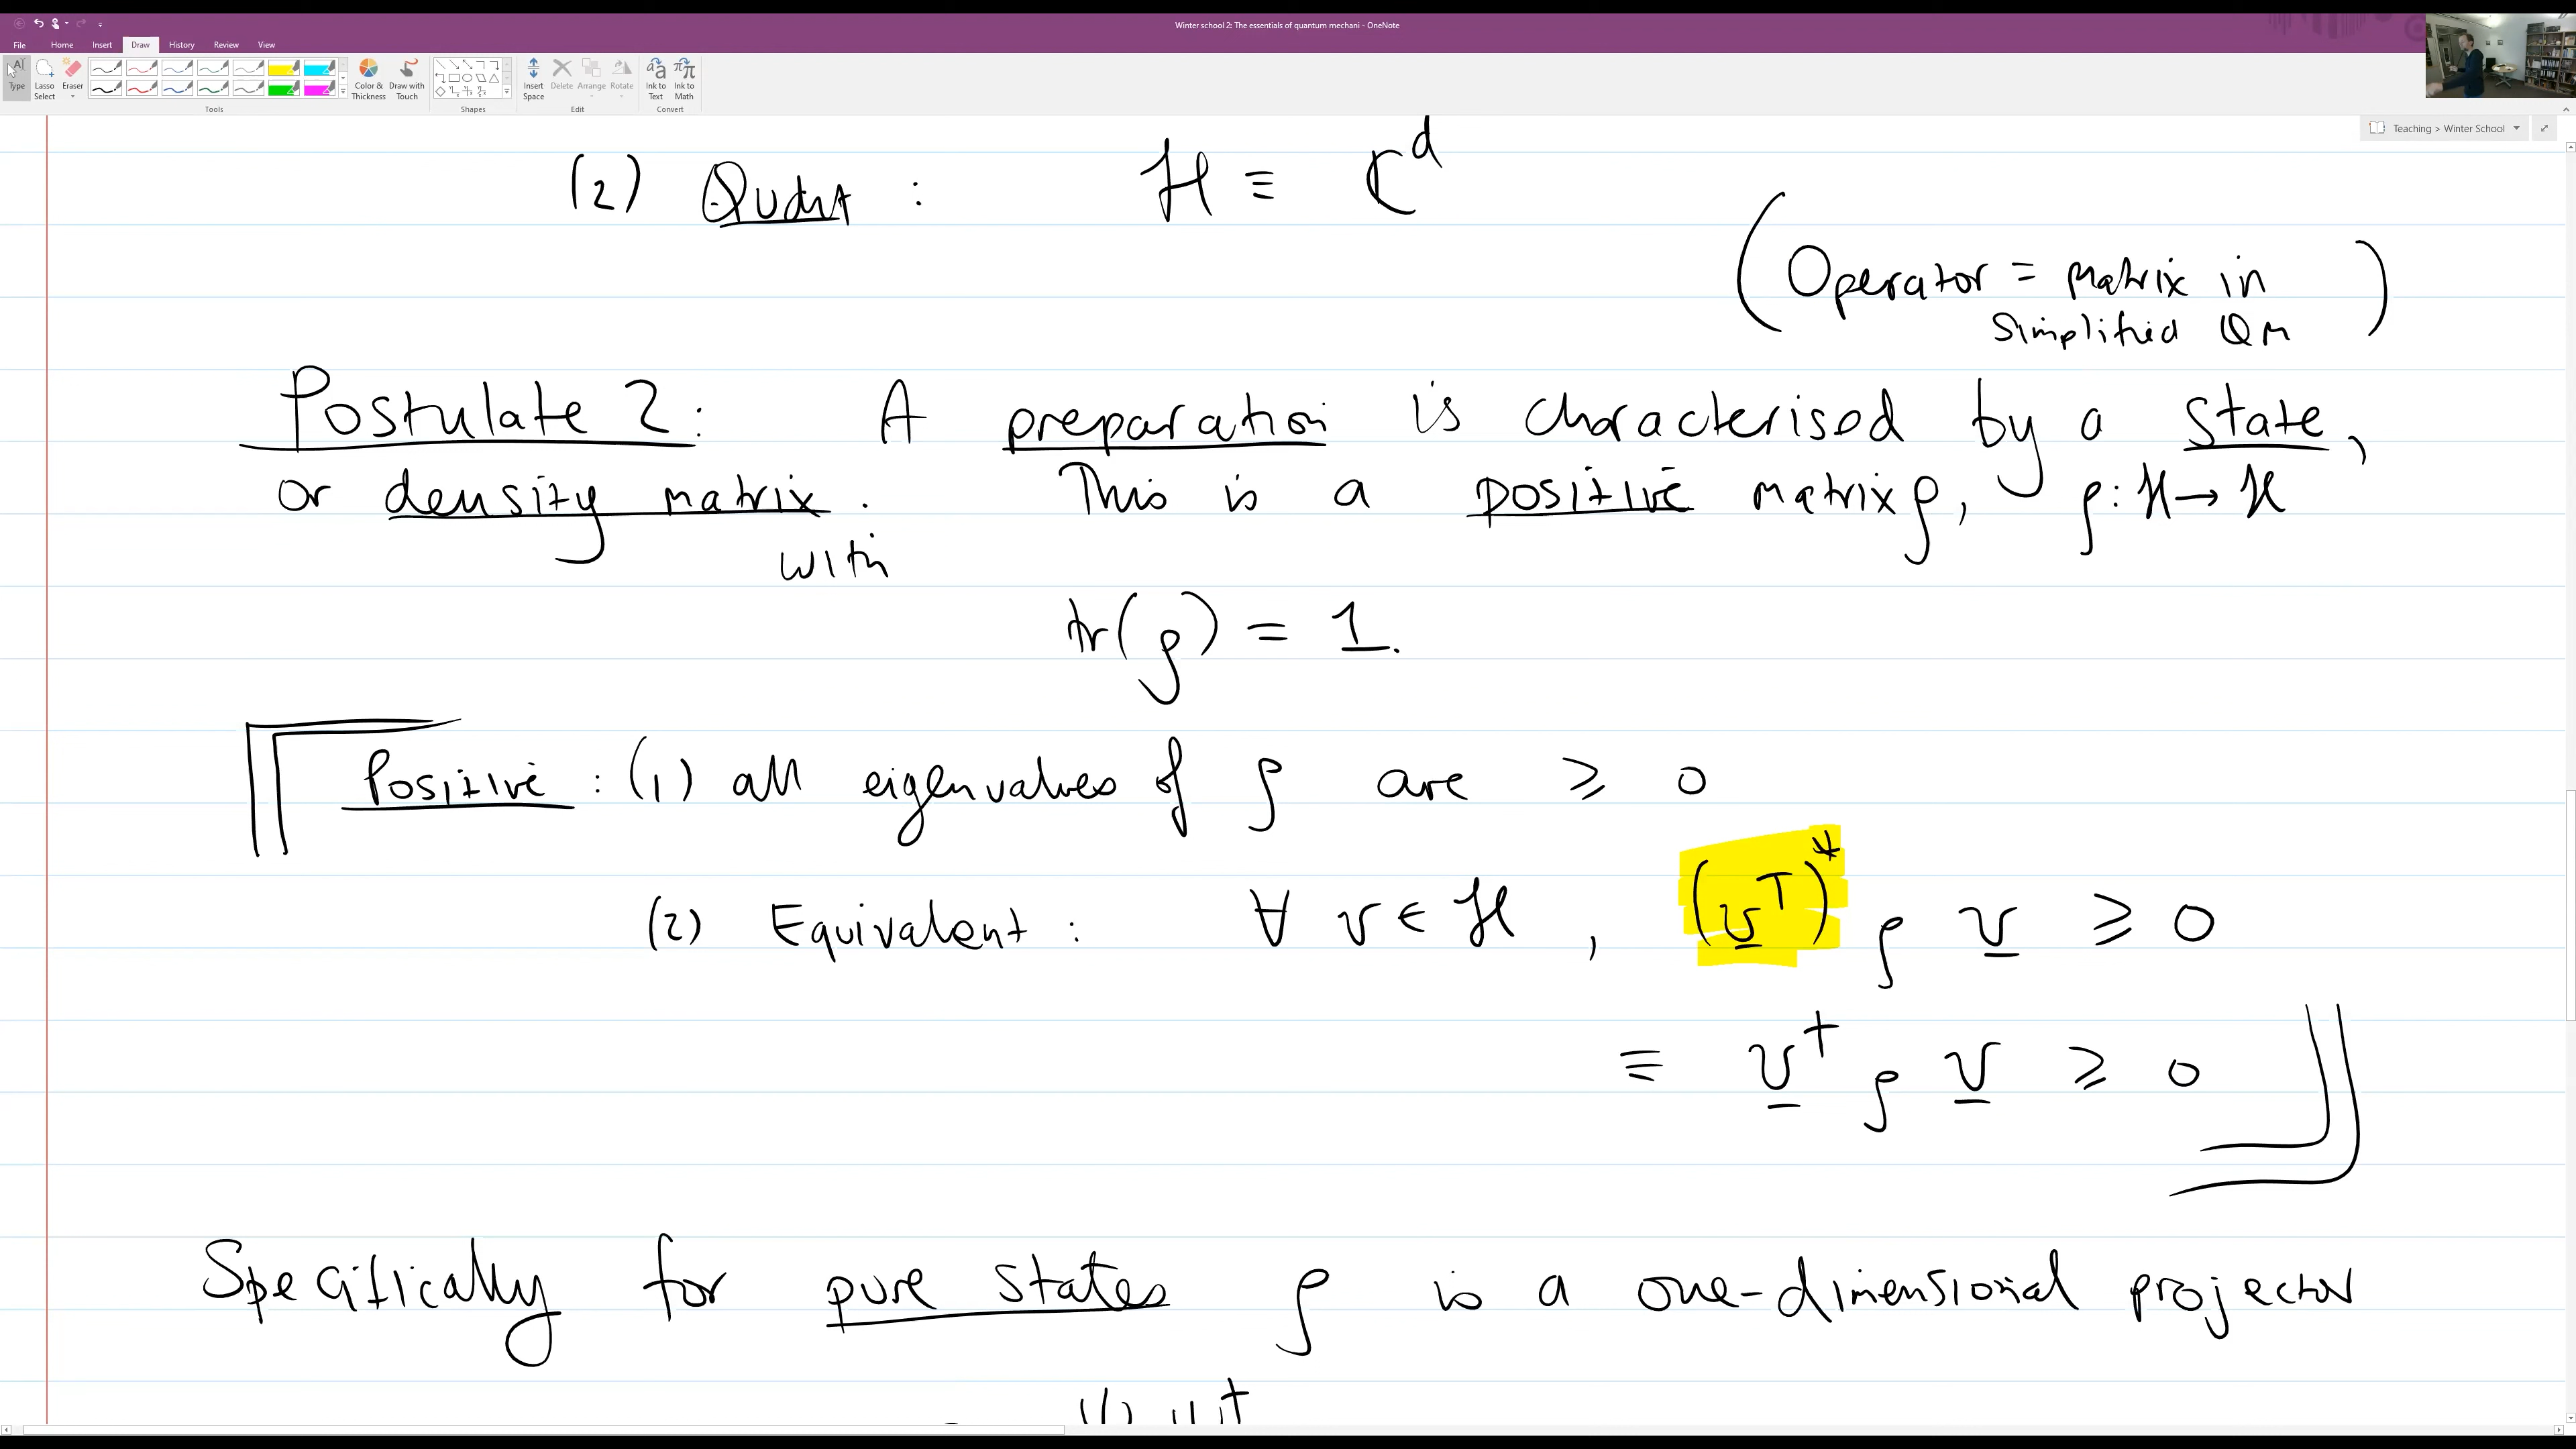 Winter school 2: The essentials of quantum mechani - OneNote
File Home Insert Draw History Review View
Type Lasso Select Eraser Color & Thickness Draw with Touch Insert Space Delete Arrange Rotate Ink to Text Ink to Math
Tools Shapes Edit Convert
Teaching > Winter School
(2) Qudit : ℋ ≡ ℂ^d
(Operator = matrix in
simplified QM)
Postulate 2: A preparation is characterised by a state,
or density matrix. This is a positive matrix ρ, ρ: ℋ → ℋ
with
tr(ρ) = 1.
Positive : (1) all eigenvalues of ρ are ⩾ 0
(2) Equivalent : ∀ v ∈ ℋ , (v^T)^* ρ v ⩾ 0
≡ v^† ρ v ⩾ 0
Specifically for pure states ρ is a one-dimensional projector